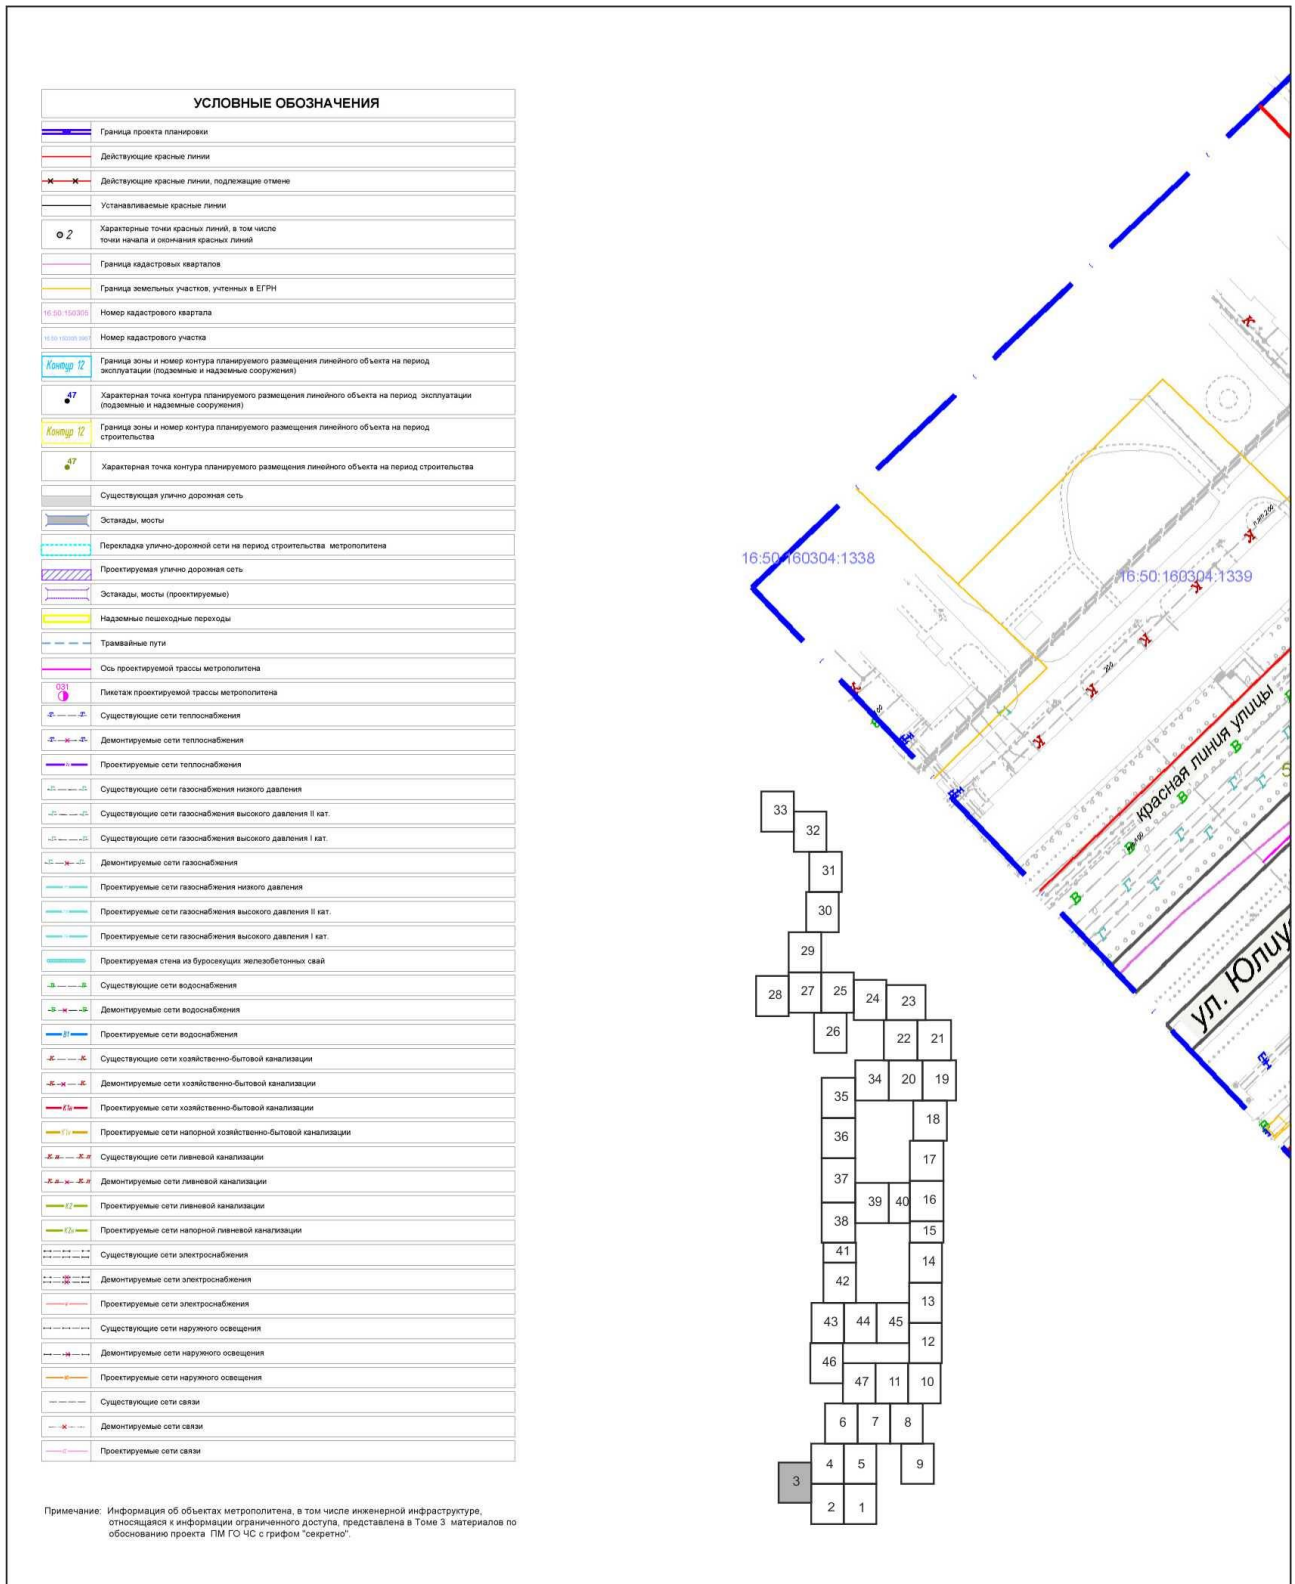 УСЛОВНЫЕ ОБОЗНАЧЕНИЯ
Граница проекта планировки
Действующие красные линии
Действующие красные линии, подлежащие отмене
Устанавливаемые красные линии
2
Характерные точки красных линий, в том числе
точки начала и окончания красных линий
Граница кадастровых кварталов
Граница земельных участков, учтенных в ЕГРН
16:50:150305
Номер кадастрового квартала
Номер кадастрового участка
Контур 12
Граница зоны и номер контура планируемого размещения линейного объекта на период
эксплуатации (подземные и надземные сооружения)
47
Характерная точка контура планируемого размещения линейного объекта на период эксплуатации
(подземные и надземные сооружения)
Контур 12
Граница зоны и номер контура планируемого размещения линейного объекта на период
строительства
47
Характерная точка контура планируемого размещения линейного объекта на период строительства
Существующая улично дорожная сеть
Эстакады, мосты
Перекладка улично-дорожной сети на период строительства метрополитена
Проектируемая улично дорожная сеть
Эстакады, мосты (проектируемые)
Надземные пешеходные переходы
Трамвайные пути
Ось проектируемой трассы метрополитена
031
Пикетаж проектируемой трассы метрополитена
Существующие сети теплоснабжения
Демонтируемые сети теплоснабжения
Проектируемые сети теплоснабжения
Существующие сети газоснабжения низкого давления
Существующие сети газоснабжения высокого давления II кат.
Существующие сети газоснабжения высокого давления I кат.
Демонтируемые сети газоснабжения
Проектируемые сети газоснабжения низкого давления
Проектируемые сети газоснабжения высокого давления II кат.
Проектируемые сети газоснабжения высокого давления I кат.
Проектируемая стена из буросекущих железобетонных свай
В В
Существующие сети водоснабжения
В В
Демонтируемые сети водоснабжения
В1
Проектируемые сети водоснабжения
К К
Существующие сети хозяйственно-бытовой канализации
К К
Демонтируемые сети хозяйственно-бытовой канализации
Проектируемые сети хозяйственно-бытовой канализации
Проектируемые сети напорной хозяйственно-бытовой канализации
Существующие сети ливневой канализации
Демонтируемые сети ливневой канализации
К2
Проектируемые сети ливневой канализации
Проектируемые сети напорной ливневой канализации
Существующие сети электроснабжения
Демонтируемые сети электроснабжения
Проектируемые сети электроснабжения
Существующие сети наружного освещения
Демонтируемые сети наружного освещения
Проектируемые сети наружного освещения
Существующие сети связи
Демонтируемые сети связи
Проектируемые сети связи
Примечание: Информация об объектах метрополитена, в том числе инженерной инфраструктуре,
относящаяся к информации ограниченного доступа, представлена в Томе 3 материалов по
обоснованию проекта ПМ ГО ЧС с грифом "секретно".
16:50:160304:1338
16:50:160304:1339
К
К
К
К
К
К
красная линия улицы
В
В
В
В
Г
Г
Г
Г
Г
Г
ул. Юлиу
33
32
31
30
29
28 27 25 24 23
26 22 21
34 20 19
35
18
36
17
37
39 40 16
38
15
41
14
42
13
43 44 45
12
46
47 11 10
6 7 8
4 5 9
3
2 1